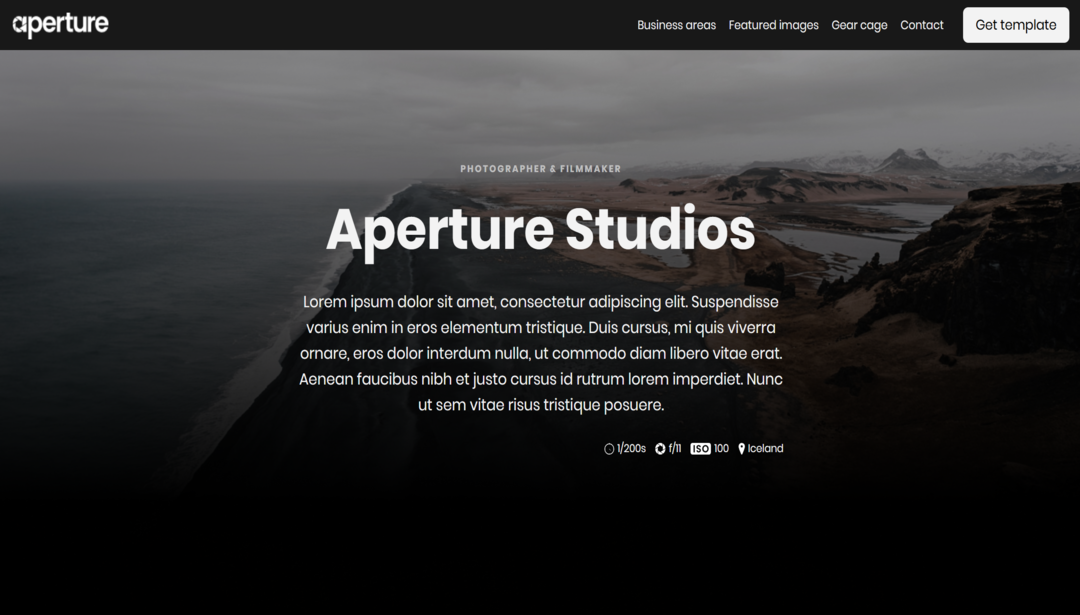 aperture
Business areas Featured images Gear cage Contact Get template
PHOTOGRAPHER & FILMMAKER
Aperture Studios
Lorem ipsum dolor sit amet, consectetur adipiscing elit. Suspendisse
varius enim in eros elementum tristique. Duis cursus, mi quis viverra
ornare, eros dolor interdum nulla, ut commodo diam libero vitae erat.
Aenean faucibus nibh et justo cursus id rutrum lorem imperdiet. Nunc
ut sem vitae risus tristique posuere.
1/200s f/11 ISO 100 Iceland